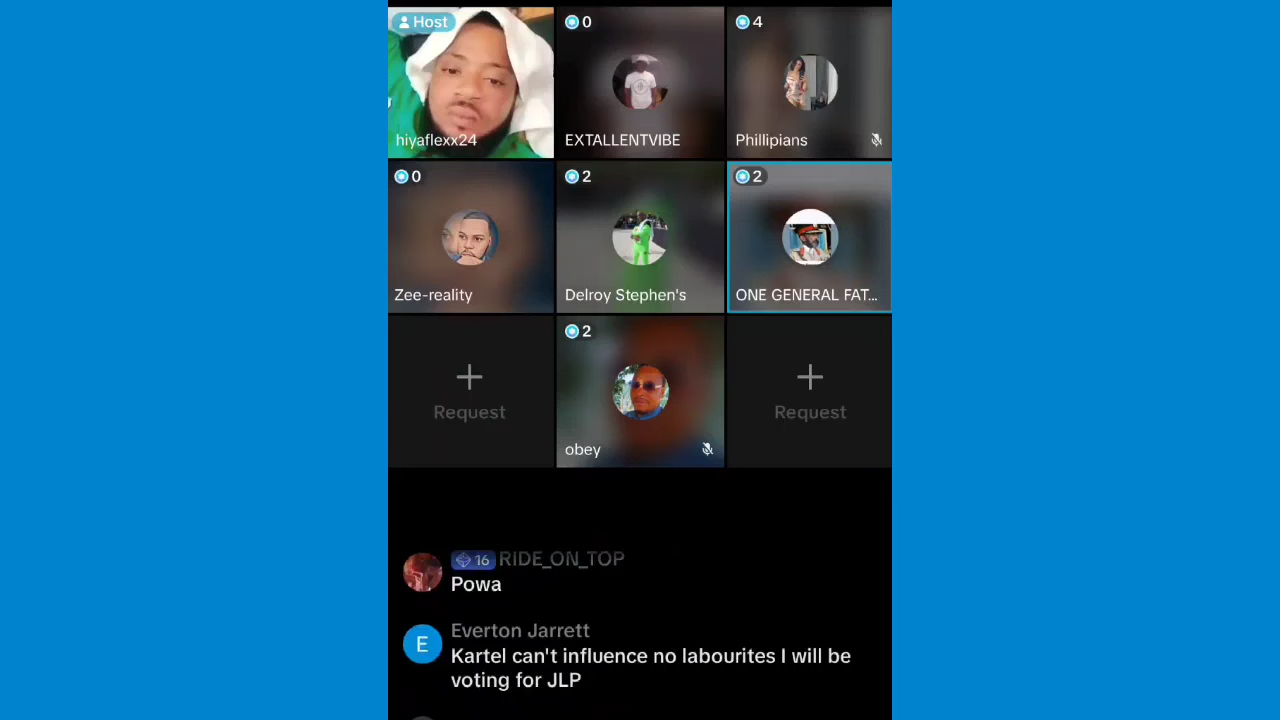 Host
0
4
hiyaflexx24
EXTALLENTVIBE
Phillipians
0
2
2
Zee-reality
Delroy Stephen's
ONE GENERAL FAT...
2
Request
Request
obey
16 RIDE_ON_TOP
Powa
E
Everton Jarrett
Kartel can't influence no labourites I will be
voting for JLP